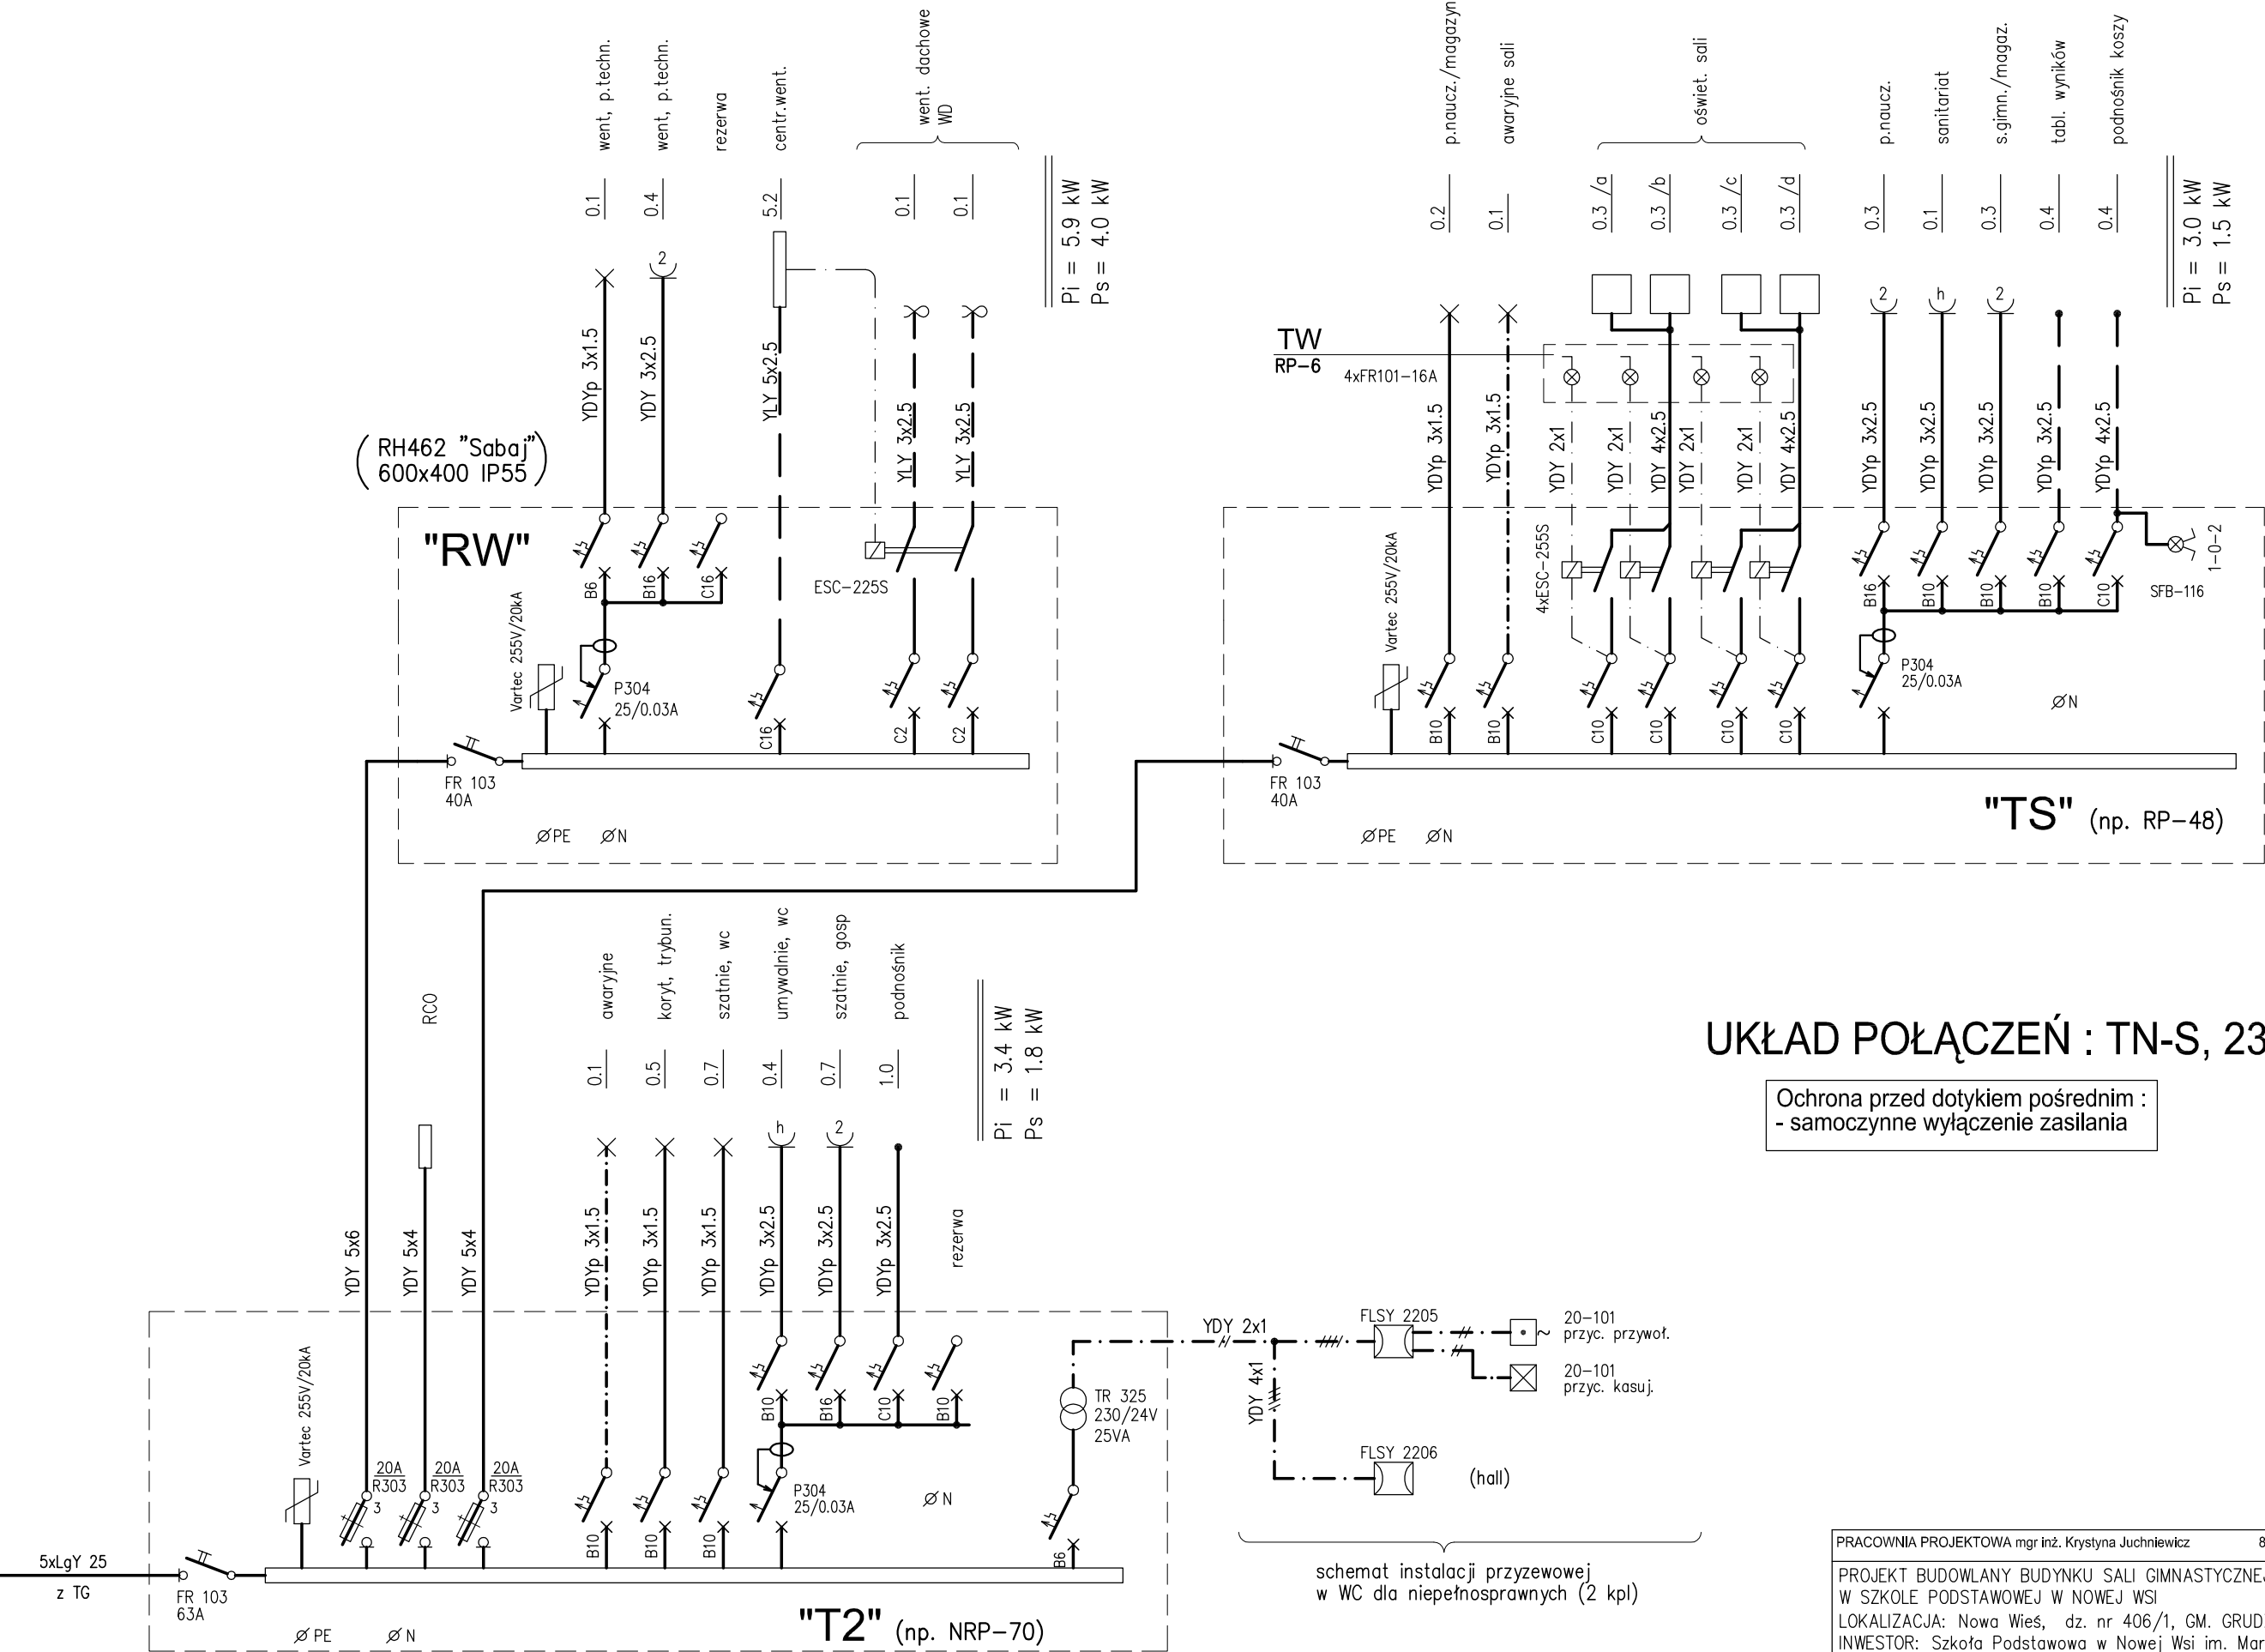 went, p.techn.
went, p.techn.
rezerwa
centr.went.
went. dachowe
WD
0.1
0.4
5.2
0.1
0.1
Pi = 5.9 kW
Ps = 4.0 kW
YDYp 3x1.5
YDY 3x2.5
2
YLY 5x2.5
YLY 3x2.5
YLY 3x2.5
RH462 "Sabaj"
600x400 IP55
"RW"
B6
B16
C16
ESC-225S
Vartec 255V/20kA
P304
25/0.03A
C16
C2
C2
FR 103
40A
PE
N
p.naucz./magazyn
awaryjne sali
oświet. sali
p.naucz.
sanitariat
s.gimn./magaz.
tabl. wyników
podnośnik koszy
0.2
0.1
0.3 /a
0.3 /b
0.3 /c
0.3 /d
0.3
0.1
0.3
0.4
0.4
Pi = 3.0 kW
Ps = 1.5 kW
2
h
2
TW
RP-6
4xFR101-16A
YDYp 3x1.5
YDYp 3x1.5
YDY 2x1
YDY 2x1
YDY 4x2.5
YDY 2x1
YDY 2x1
YDY 4x2.5
YDYp 3x2.5
YDYp 3x2.5
YDYp 3x2.5
YDYp 3x2.5
YDYp 4x2.5
4xESC-255S
1-0-2
SFB-116
B16
B10
B10
B10
C10
Vartec 255V/20kA
P304
25/0.03A
N
B10
B10
C10
C10
C10
C10
FR 103
40A
"TS" (np. RP-48)
PE
N
RCO
awaryjne
koryt, trybun.
szatnie, wc
umywalnie, wc
szatnie, gosp
podnośnik
0.1
0.5
0.7
0.4
0.7
1.0
Pi = 3.4 kW
Ps = 1.8 kW
h
2
YDY 5x6
YDY 5x4
YDY 5x4
YDYp 3x1.5
YDYp 3x1.5
YDYp 3x1.5
YDYp 3x2.5
YDYp 3x2.5
YDYp 3x2.5
rezerwa
UKŁAD POŁĄCZEŃ : TN-S, 23
Ochrona przed dotykiem pośrednim :
- samoczynne wyłączenie zasilania
Vartec 255V/20kA
20A
R303
3
20A
R303
3
20A
R303
3
B10
B16
C10
B10
P304
25/0.03A
N
B10
B10
B10
TR 325
230/24V
25VA
B6
YDY 2x1
YDY 4x1
FLSY 2205
20-101
przyc. przywoł.
20-101
przyc. kasuj.
FLSY 2206
(hall)
schemat instalacji przyzewowej
w WC dla niepełnosprawnych (2 kpl)
5xLgY 25
z TG
FR 103
63A
PE
N
"T2" (np. NRP-70)
PRACOWNIA PROJEKTOWA mgr inż. Krystyna Juchniewicz 8
PROJEKT BUDOWLANY BUDYNKU SALI GIMNASTYCZNEJ
W SZKOLE PODSTAWOWEJ W NOWEJ WSI
LOKALIZACJA: Nowa Wieś, dz. nr 406/1, GM. GRUD
INWESTOR: Szkoła Podstawowa w Nowej Wsi im. Mar